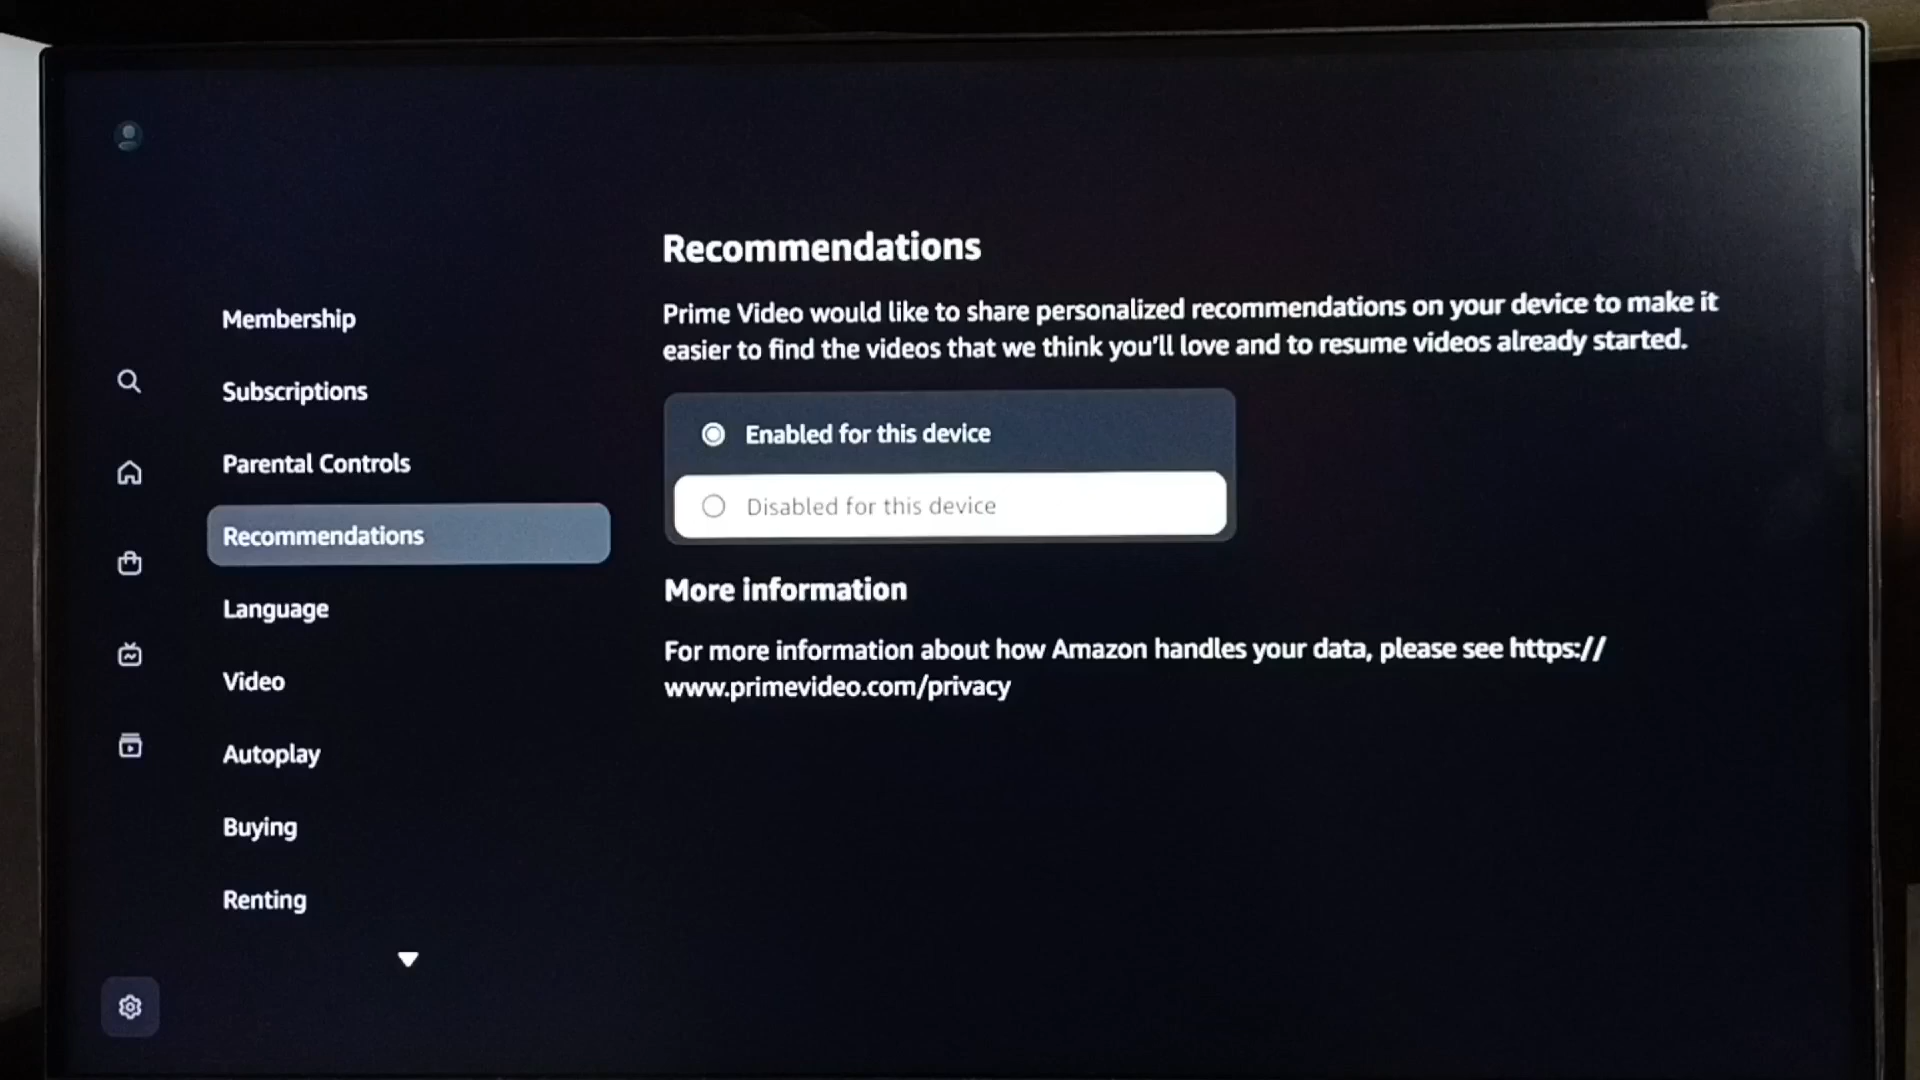 Membership
Subscriptions
Parental Controls
Recommendations
Language
Video
Autoplay
Buying
Renting
Recommendations
Prime Video would like to share personalized recommendations on your device to make it
easier to find the videos that we think you'll love and to resume videos already started.
Enabled for this device
Disabled for this device
More information
For more information about how Amazon handles your data, please see https://
www.primevideo.com/privacy